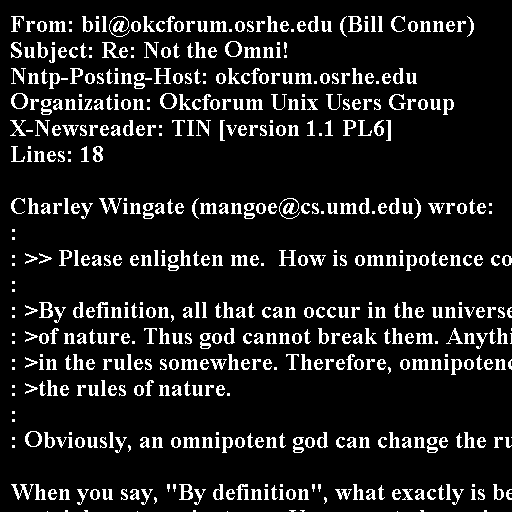 From: bil@okcforum.osrhe.edu (Bill Conner)
Subject: Re: Not the Omni!
Nntp-Posting-Host: okcforum.osrhe.edu
Organization: Okcforum Unix Users Group
X-Newsreader: TIN [version 1.1 PL6]
Lines: 18

Charley Wingate (mangoe@cs.umd.edu) wrote:
:
: >> Please enlighten me.  How is omnipotence co
:
: >By definition, all that can occur in the universe
: >of nature. Thus god cannot break them. Anythi
: >in the rules somewhere. Therefore, omnipotenc
: >the rules of nature.
:
: Obviously, an omnipotent god can change the ru

When you say, "By definition", what exactly is be